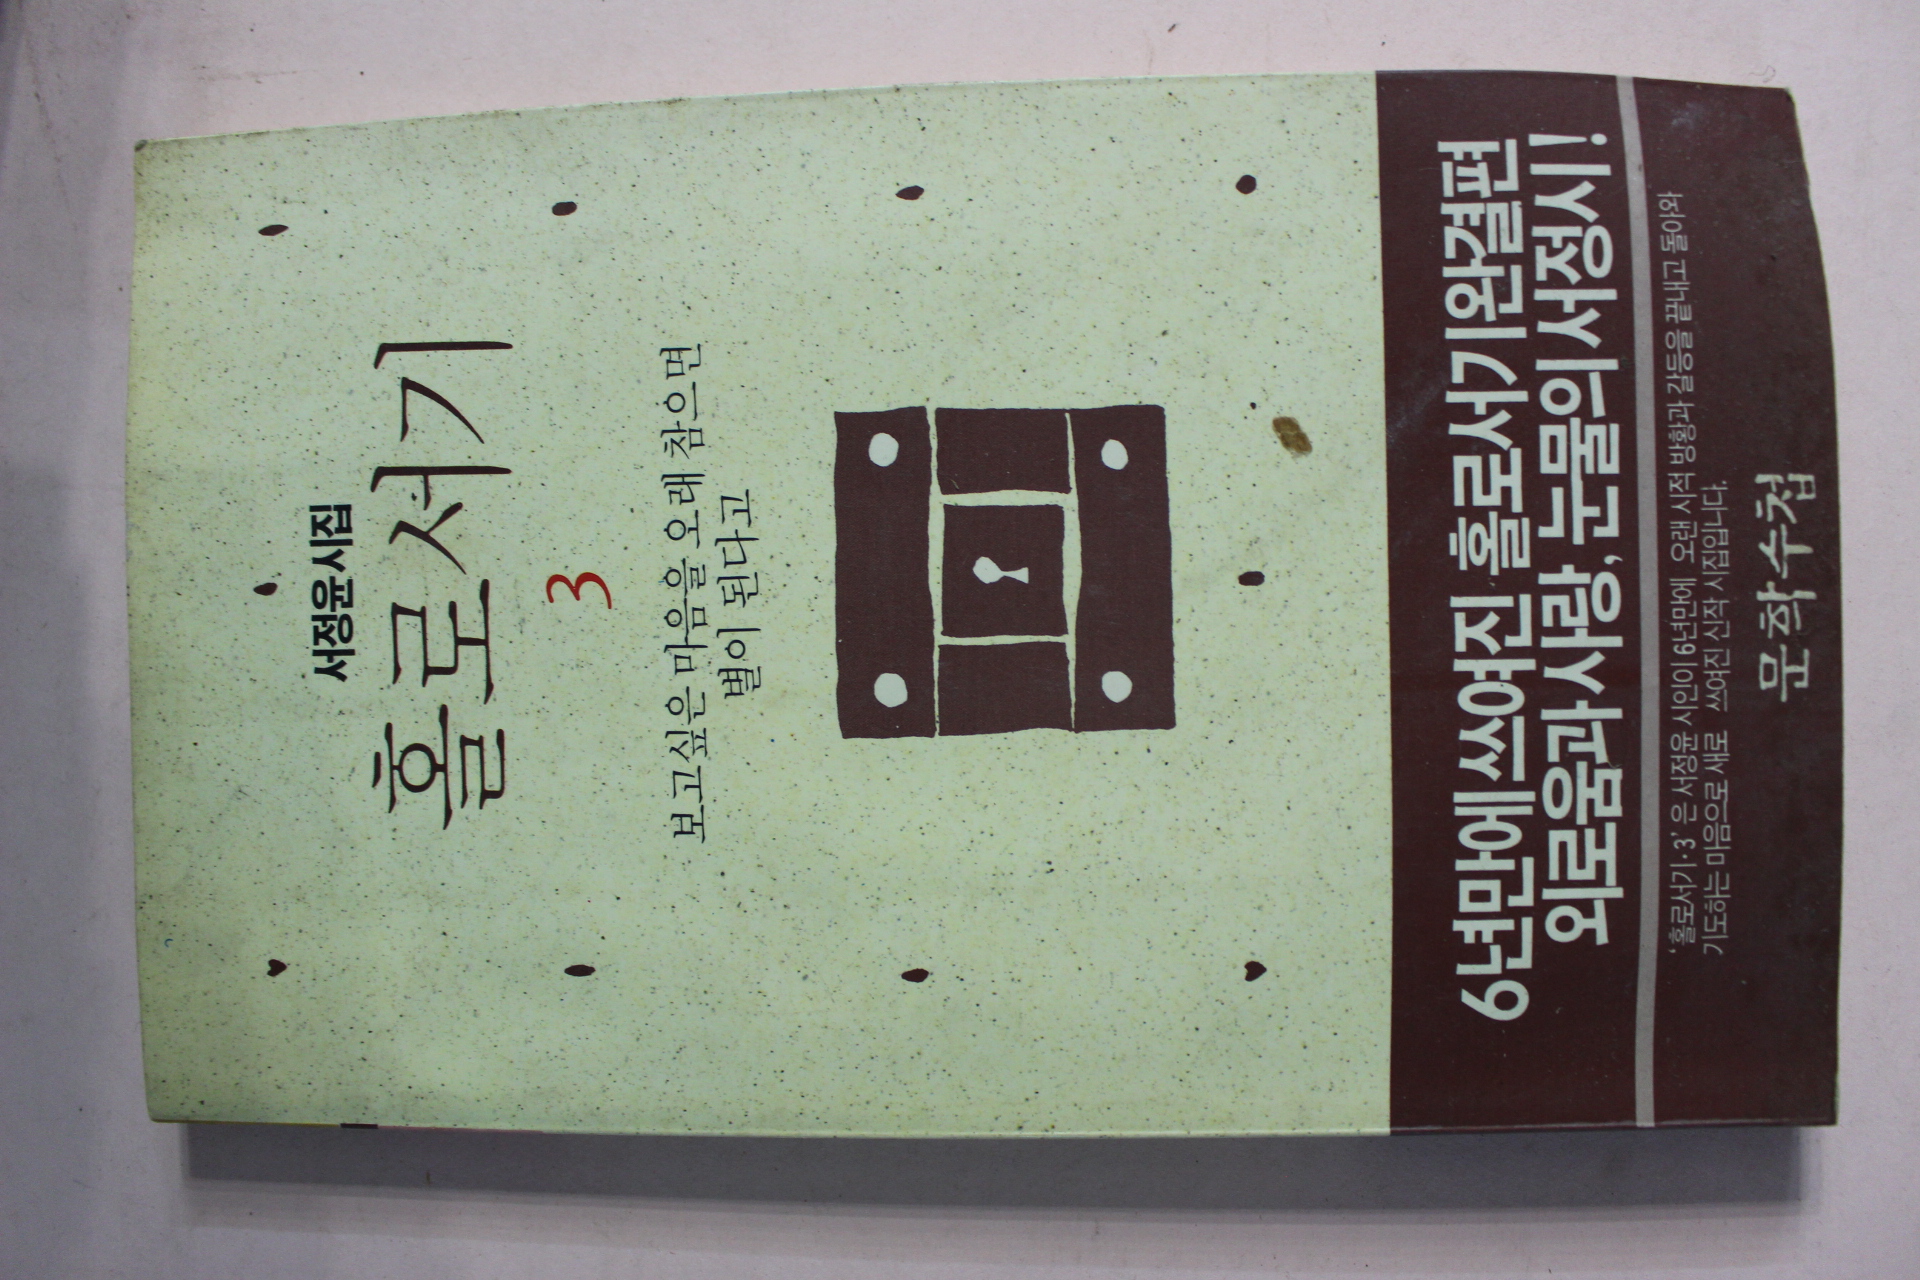 서정윤 시집
홀로서기
3
보고싶은 마음을 오래 참으면
별이 된다고
6년만에 쓰여진 홀로서기 완결편
외로움과 사랑, 눈물의 서정시!
‘홀로서기·3’은 서정윤 시인이 6년만에 오랜 시적 방황과 갈등을 끝내고 돌아와
기도하는 마음으로 새로 쓰여진 신작 시집입니다.
문학수첩